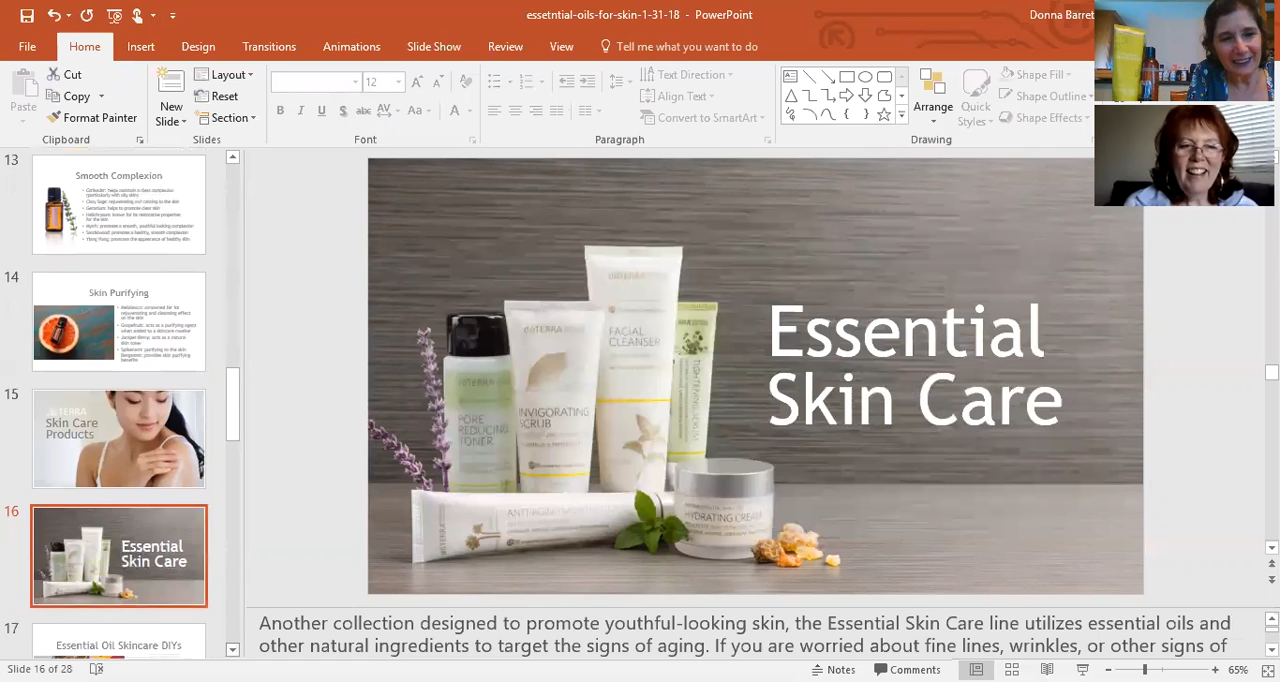 essetntial-oils-for-skin-1-31-18 - PowerPoint
Donna Barret
File Home Insert Design Transitions Animations Slide Show Review View Tell me what you want to do
Paste
Cut
Copy
Format Painter
Clipboard
New
Slide
Layout
Reset
Section
Slides
12
B I U S abc AV Aa A
Font
Text Direction
Align Text
Convert to SmartArt
Paragraph
Arrange
Quick
Styles
Shape Fill
Shape Outline
Shape Effects
Drawing
13
Smooth Complexion
14
Skin Purifying
15
Skin Care
Products
16
Essential
Skin Care
17
Essential Oil Skincare DIYs
FACIAL
CLEANSER
INVIGORATING
SCRUB
PORE
REDUCING
TONER
TIGHTENING SERUM
HYDRATING CREAM
Essential
Skin Care
Another collection designed to promote youthful-looking skin, the Essential Skin Care line utilizes essential oils and
other natural ingredients to target the signs of aging. If you are worried about fine lines, wrinkles, or other signs of
Slide 16 of 28
Notes
Comments
65%